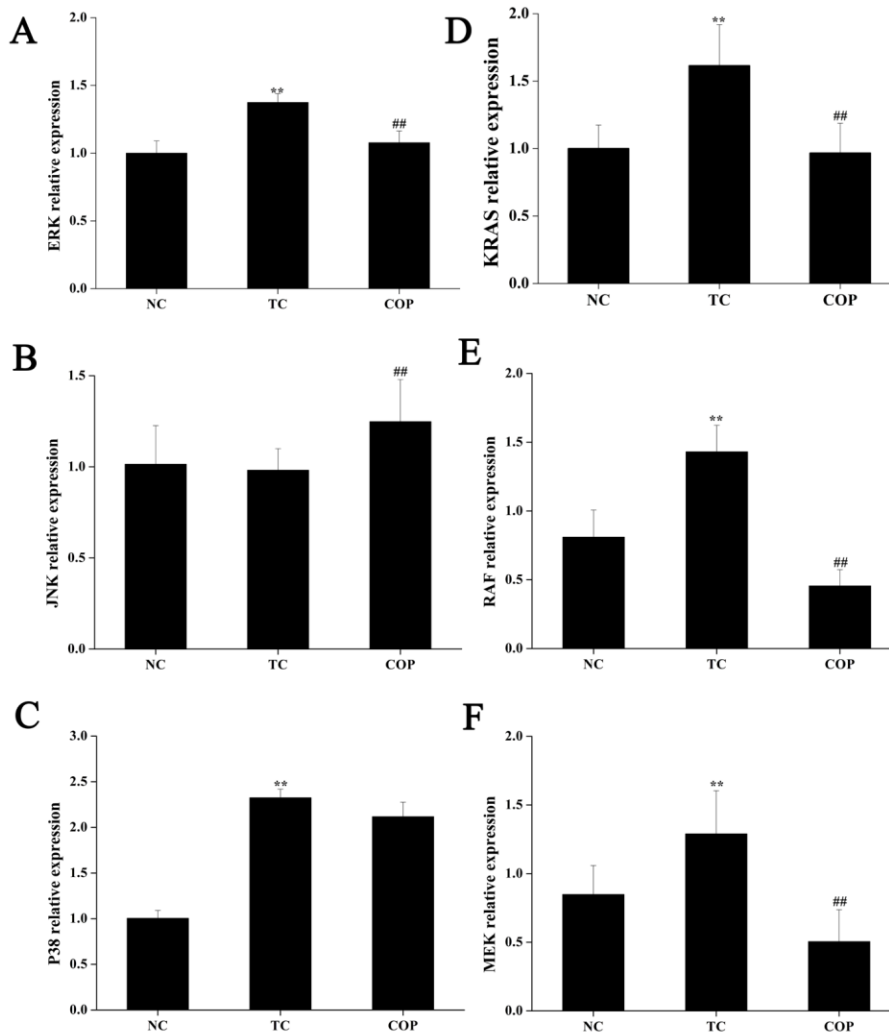 A
ERK relative expression
2.0
1.5
1.0
0.5
0.0
**
##
NC TC COP
D
KRAS relative expression
2.0
1.5
1.0
0.5
0.0
**
##
NC TC COP
B
JNK relative expression
1.5
1.0
0.5
0.0
##
NC TC COP
E
RAF relative expression
2.0
1.5
1.0
0.5
0.0
**
##
NC TC COP
C
P38 relative expression
3.0
2.5
2.0
1.5
1.0
0.5
0.0
**
NC TC COP
F
MEK relative expression
2.0
1.5
1.0
0.5
0.0
**
##
NC TC COP